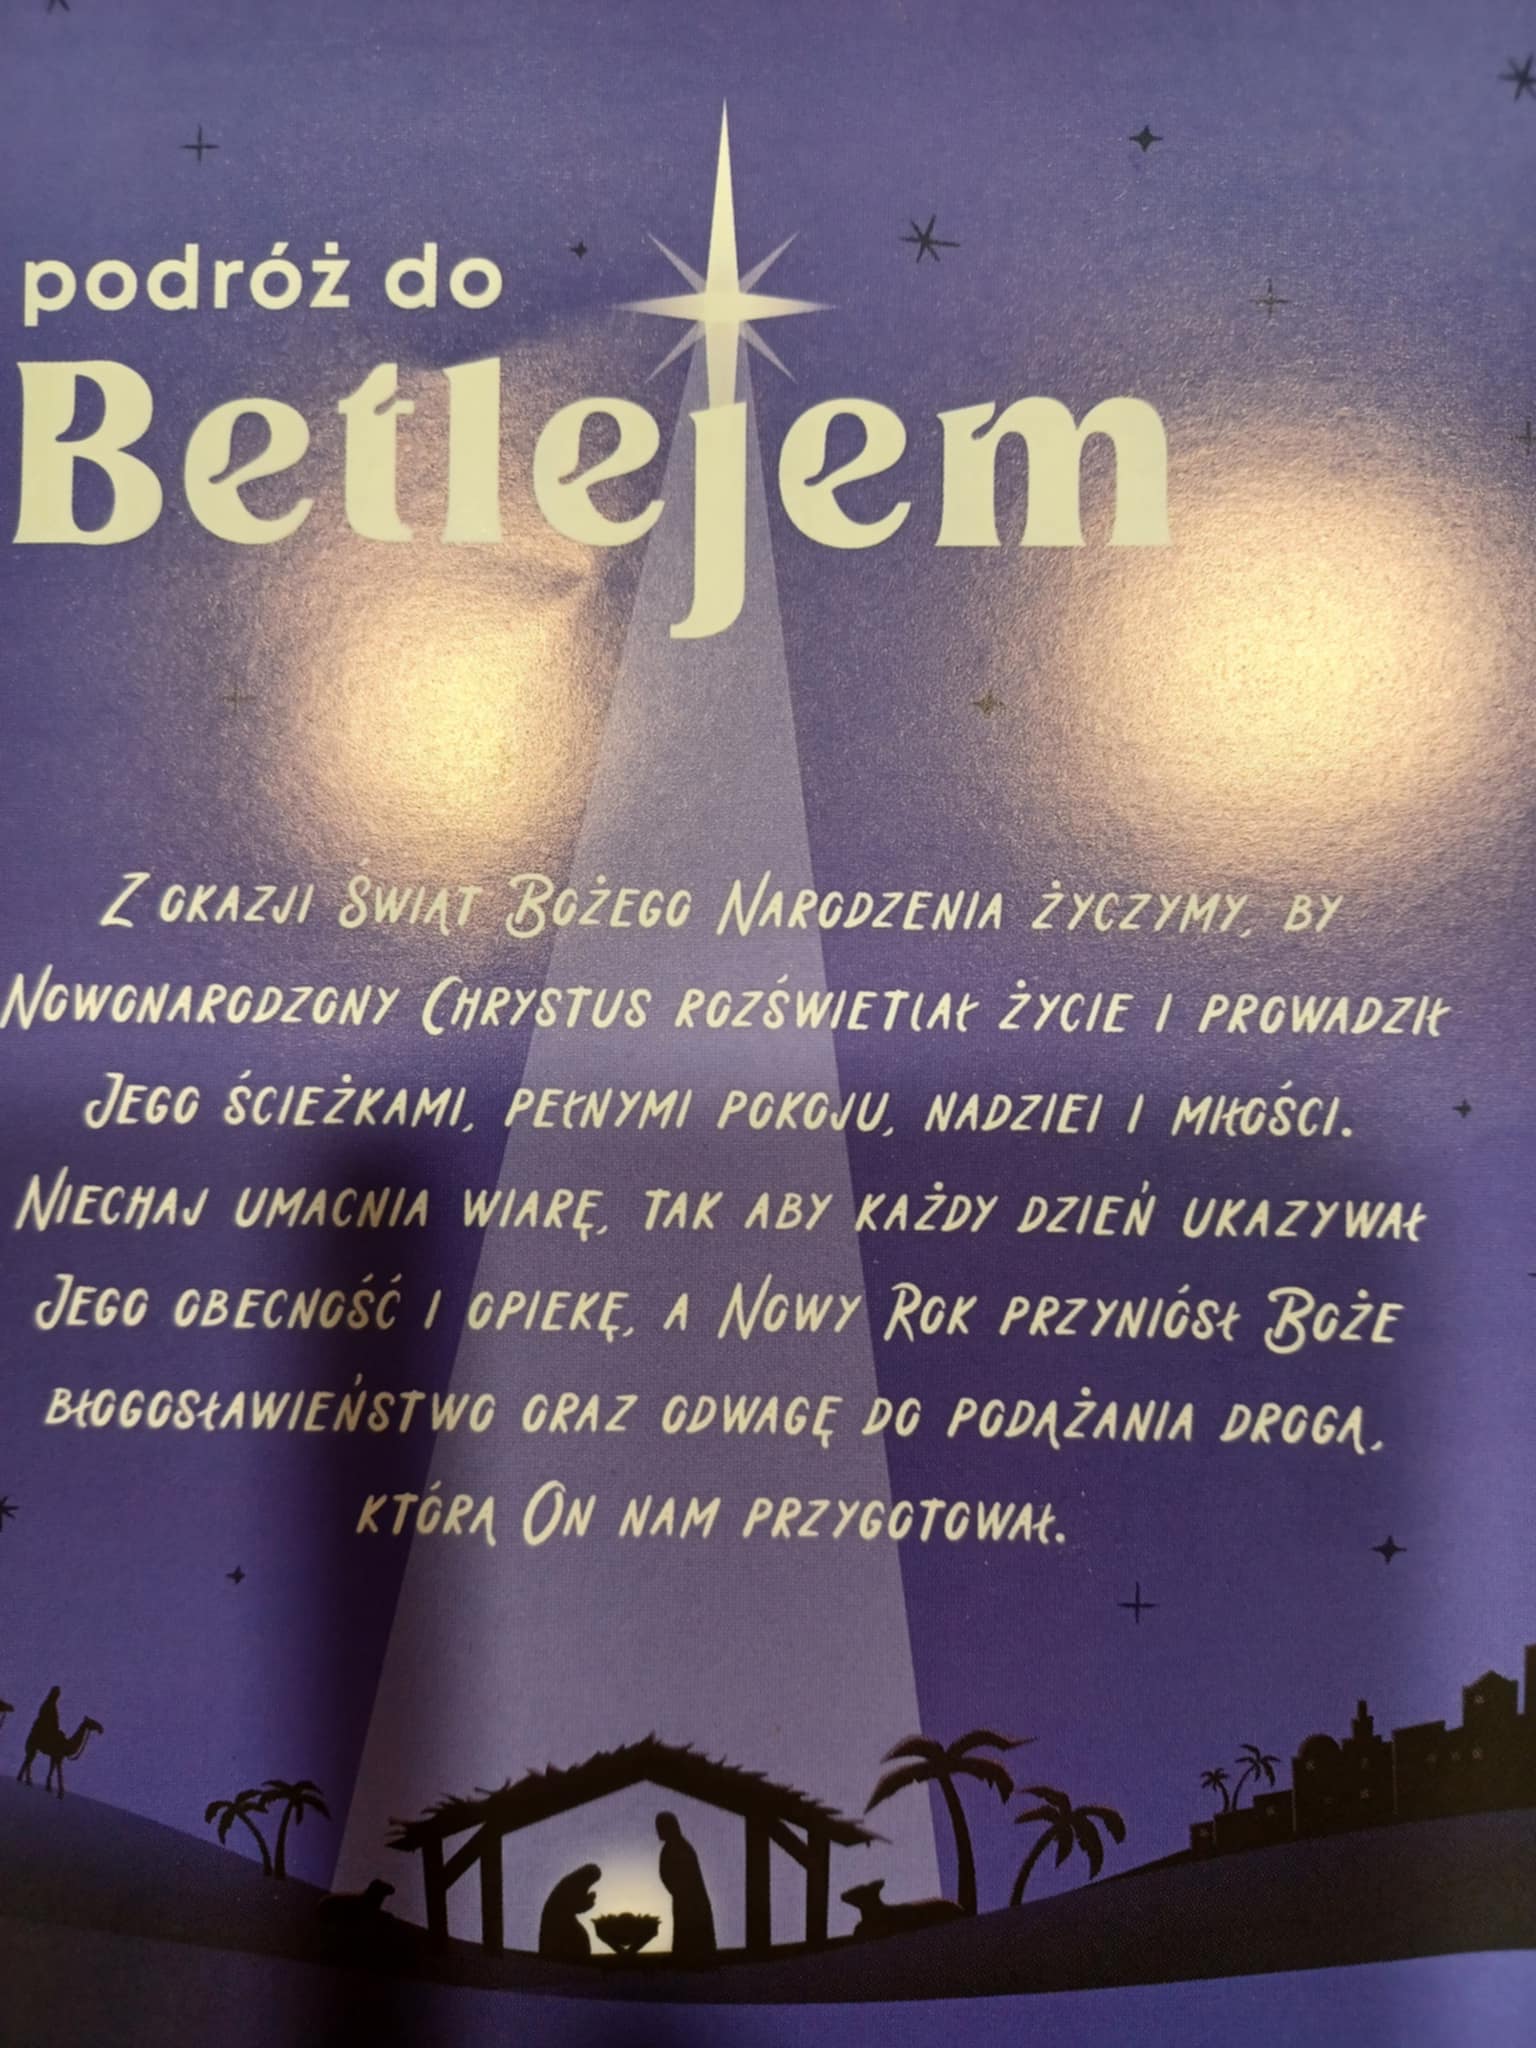 podróż do
Betlejem
Z okazji Świąt Bożego Narodzenia życzymy, by
Nowonarodzony Chrystus rozświetlał życie i prowadził
Jego ścieżkami, pełnymi pokoju, nadziei i miłości.
Niechaj umacnia wiarę, tak aby każdy dzień ukazywał
Jego obecność i opiekę, a Nowy Rok przyniósł Boże
błogosławieństwo oraz odwagę do podążania drogą,
którą On nam przygotował.